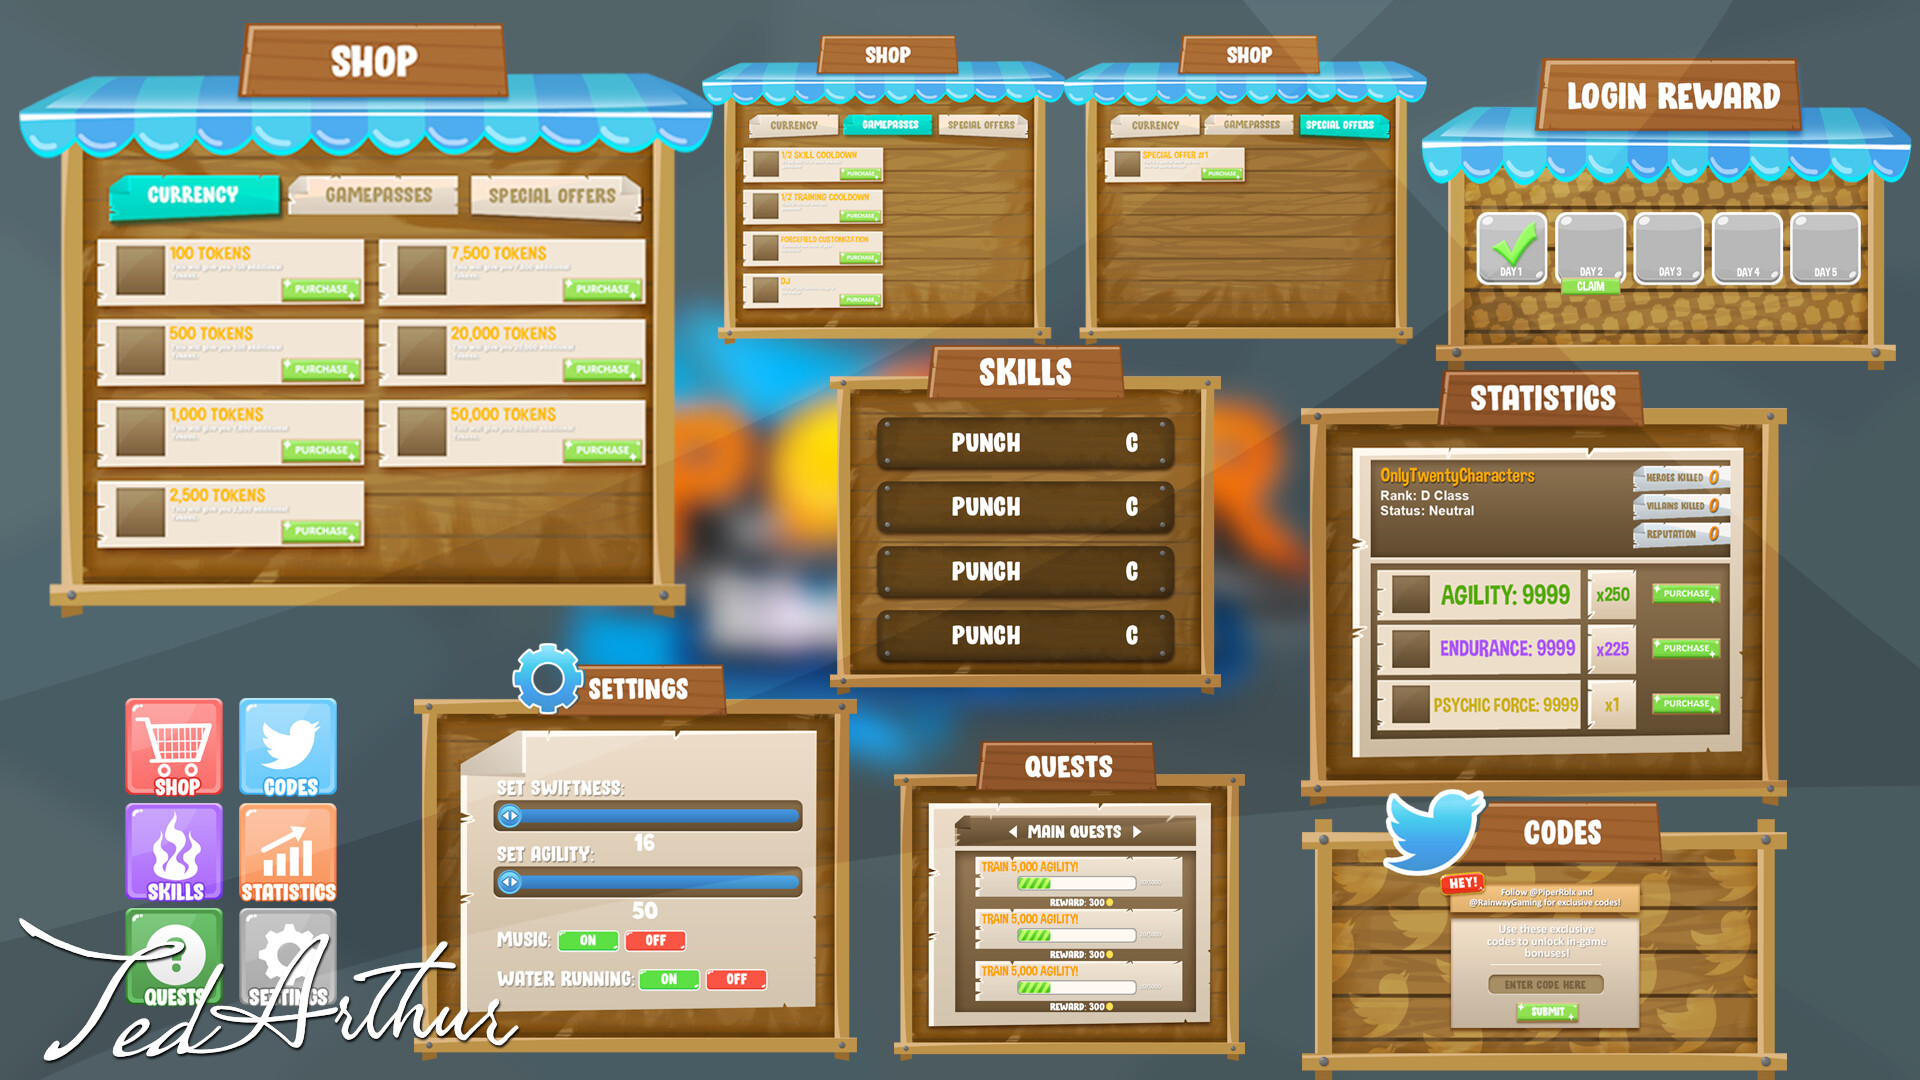 SHOP
CURRENCY
GAMEPASSES
SPECIAL OFFERS
100 TOKENS
PURCHASE
7,500 TOKENS
PURCHASE
500 TOKENS
PURCHASE
20,000 TOKENS
PURCHASE
1,000 TOKENS
PURCHASE
50,000 TOKENS
PURCHASE
2,500 TOKENS
PURCHASE
SHOP
CURRENCY
GAMEPASSES
SPECIAL OFFERS
1/2 SKILL COOLDOWN
PURCHASE
1/2 TRAINING COOLDOWN
PURCHASE
FORCEFIELD CUSTOMIZATION
PURCHASE
DJ
PURCHASE
SHOP
CURRENCY
GAMEPASSES
SPECIAL OFFERS
SPECIAL OFFER #1
PURCHASE
LOGIN REWARD
DAY 1
DAY 2
DAY 3
DAY 4
DAY 5
CLAIM
SKILLS
PUNCH C
PUNCH C
PUNCH C
PUNCH C
STATISTICS
OnlyTwentyCharacters
Rank: D Class
Status: Neutral
HEROES KILLED 0
VILLAINS KILLED 0
REPUTATION 0
AGILITY: 9999
x250
PURCHASE
ENDURANCE: 9999
x225
PURCHASE
PSYCHIC FORCE: 9999
x1
PURCHASE
SHOP
CODES
SKILLS
STATISTICS
QUESTS
SETTINGS
SETTINGS
SET SWIFTNESS:
16
SET AGILITY:
50
MUSIC: ON OFF
WATER RUNNING: ON OFF
QUESTS
MAIN QUESTS
TRAIN 5,000 AGILITY!
REWARD: 300
TRAIN 5,000 AGILITY!
REWARD: 300
TRAIN 5,000 AGILITY!
REWARD: 300
CODES
HEY!
Follow @PiperRblx and
@RainwayGaming for exclusive codes!
Use these exclusive
codes to unlock in-game
bonuses!
ENTER CODE HERE
SUBMIT
Ted Arthur